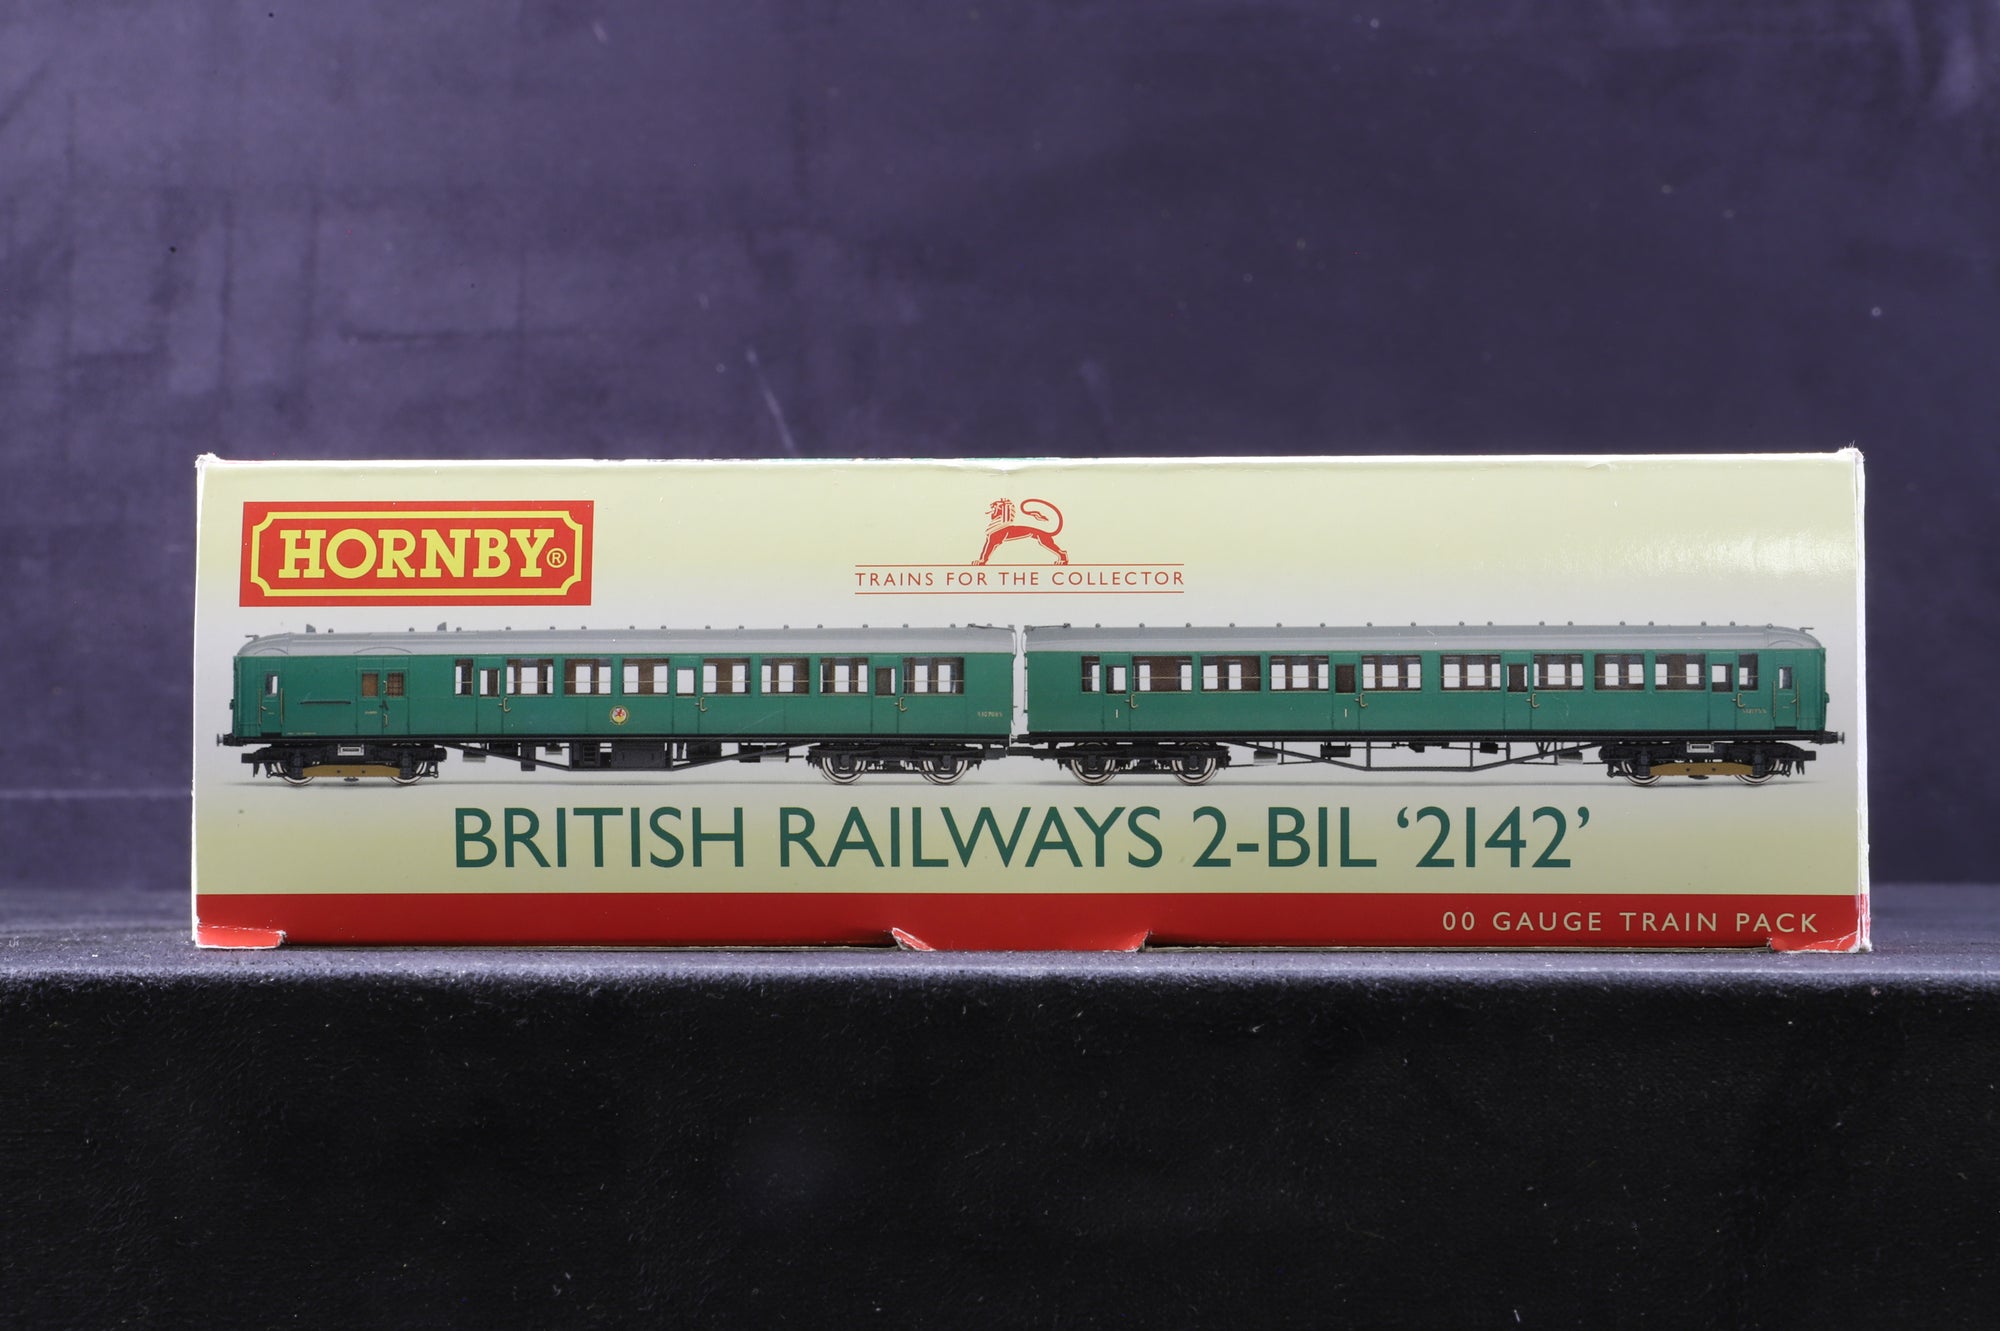 HORNBY®
TRAINS FOR THE COLLECTOR
BRITISH RAILWAYS 2-BIL ‘2142’
00 GAUGE TRAIN PACK